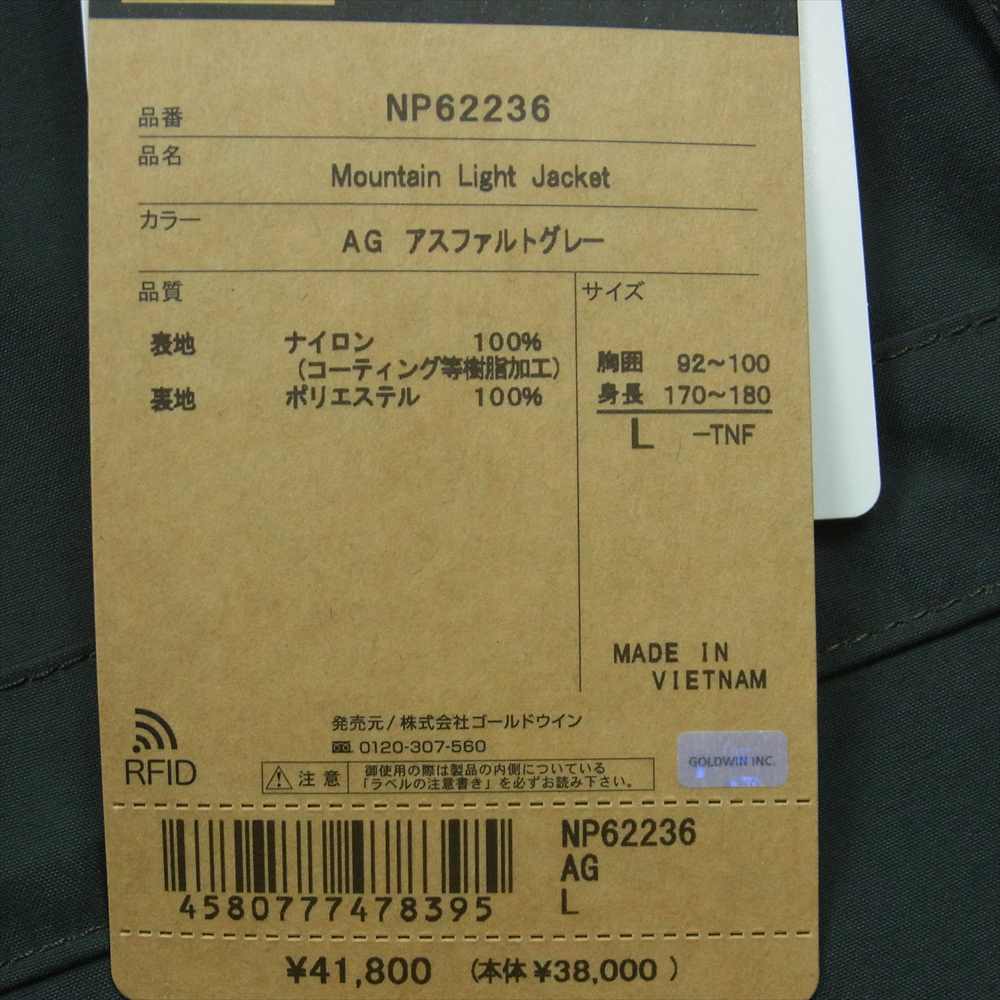 品番 NP62236
品名
Mountain Light Jacket
カラー
AG アスファルトグレー
品質
表地 ナイロン 100%
(コーティング等樹脂加工)
裏地 ポリエステル 100%
サイズ
胸囲 92~100
身長 170~180
L -TNF
MADE IN
VIETNAM
RFID
発売元/株式会社ゴールドウイン
0120-307-560
注意
御使用の際は製品の内側についている
「ラベルの注意書き」を必ずお読み下さい。
GOLDWIN INC.
4580777478395
NP62236
AG
L
¥41,800 (本体¥38,000)